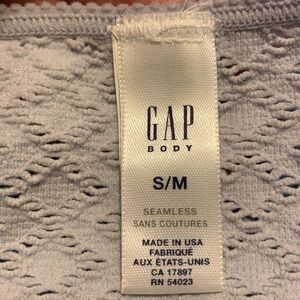 GAP
BODY
S/M
SEAMLESS
SANS COUTURES
MADE IN USA
FABRIQUÉ
AUX ÉTATS-UNIS
CA 17897
RN 54023